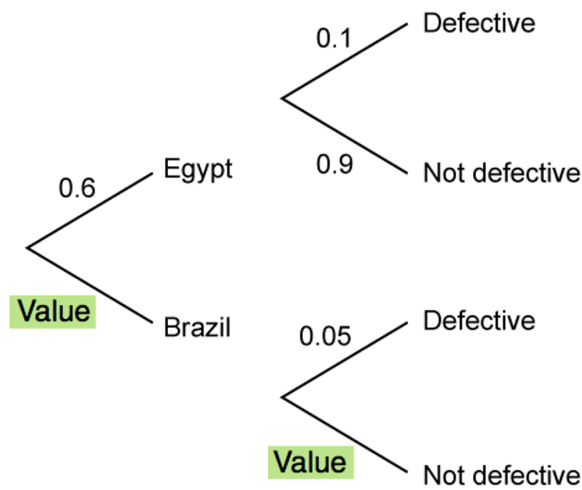 0.1
Defective
0.9
Not defective
0.6
Egypt
Value
Brazil
0.05
Defective
Value
Not defective